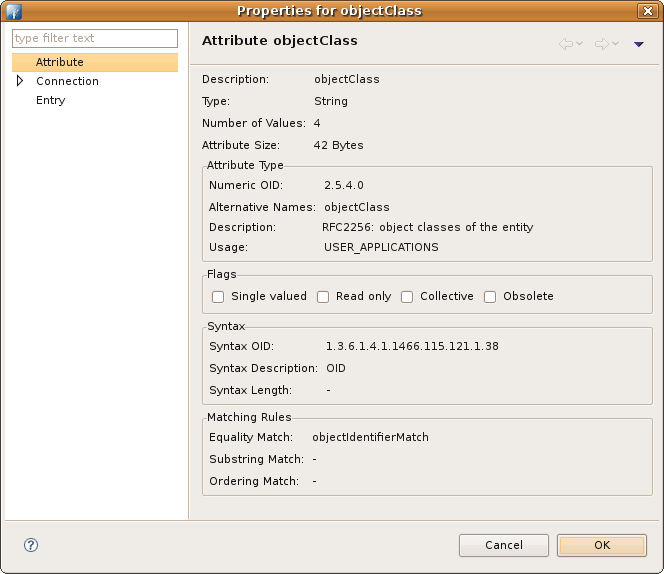 Properties for objectClass
type filter text
Attribute
Connection
Entry
Attribute objectClass
Description: objectClass
Type: String
Number of Values: 4
Attribute Size: 42 Bytes
Attribute Type
Numeric OID: 2.5.4.0
Alternative Names: objectClass
Description: RFC2256: object classes of the entity
Usage: USER_APPLICATIONS
Flags
Single valued Read only Collective Obsolete
Syntax
Syntax OID: 1.3.6.1.4.1.1466.115.121.1.38
Syntax Description: OID
Syntax Length: -
Matching Rules
Equality Match: objectIdentifierMatch
Substring Match: -
Ordering Match: -
?
Cancel OK